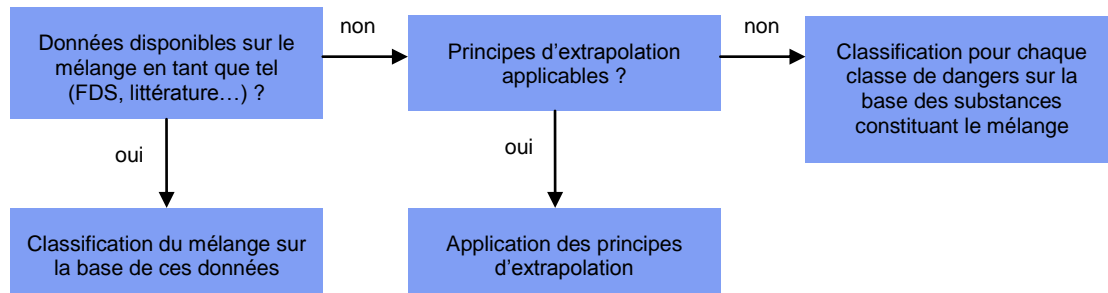 Données disponibles sur le
mélange en tant que tel
(FDS, littérature…) ?
non
Principes d’extrapolation
applicables ?
non
Classification pour chaque
classe de dangers sur la
base des substances
constituant le mélange
oui
oui
Classification du mélange sur
la base de ces données
Application des principes
d’extrapolation